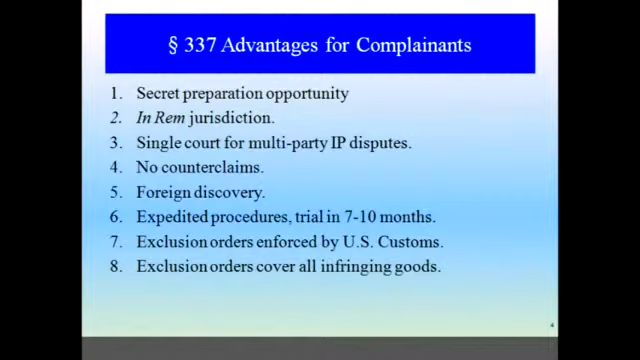 § 337 Advantages for Complainants
1. Secret preparation opportunity
2. In Rem jurisdiction.
3. Single court for multi-party IP disputes.
4. No counterclaims.
5. Foreign discovery.
6. Expedited procedures, trial in 7-10 months.
7. Exclusion orders enforced by U.S. Customs.
8. Exclusion orders cover all infringing goods.
4